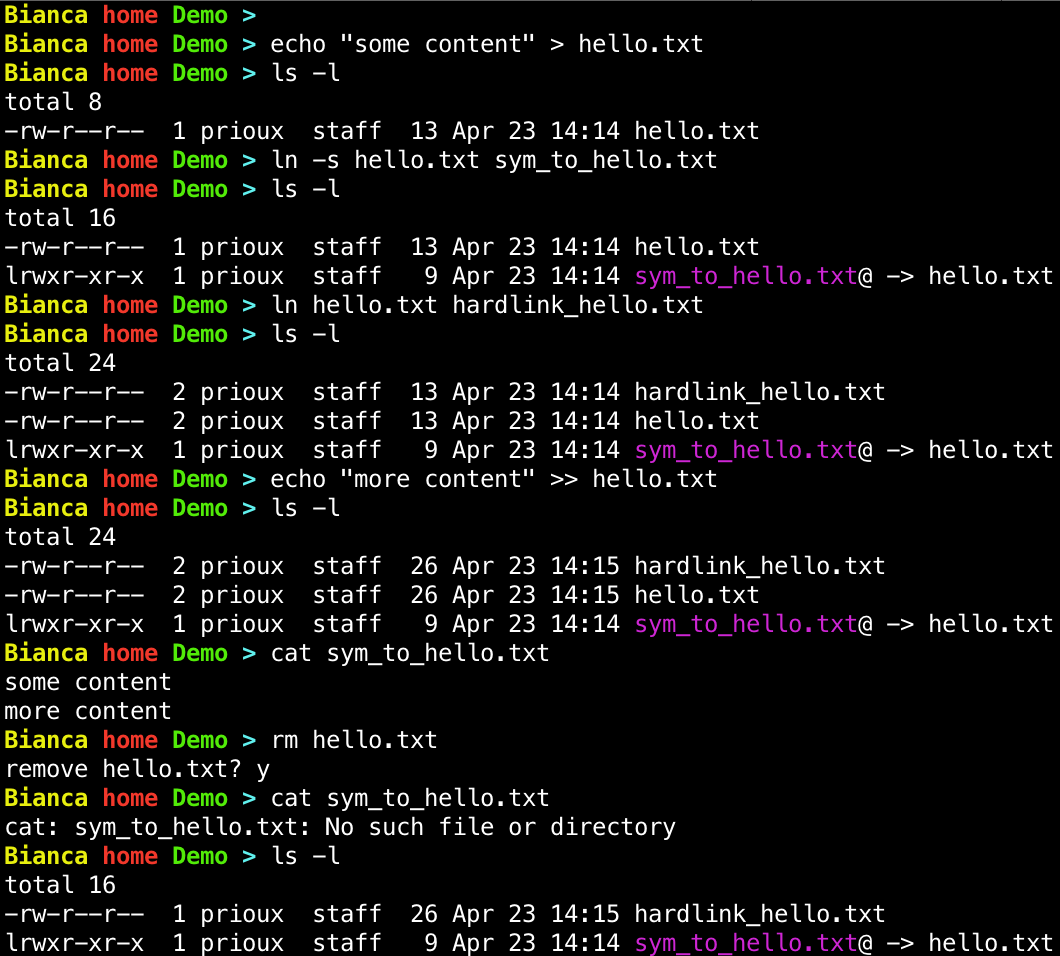 Bianca home Demo >
Bianca home Demo > echo "some content" > hello.txt
Bianca home Demo > ls -l
total 8
-rw-r--r--  1 prioux  staff  13 Apr 23 14:14 hello.txt
Bianca home Demo > ln -s hello.txt sym_to_hello.txt
Bianca home Demo > ls -l
total 16
-rw-r--r--  1 prioux  staff  13 Apr 23 14:14 hello.txt
lrwxr-xr-x  1 prioux  staff   9 Apr 23 14:14 sym_to_hello.txt@ -> hello.txt
Bianca home Demo > ln hello.txt hardlink_hello.txt
Bianca home Demo > ls -l
total 24
-rw-r--r--  2 prioux  staff  13 Apr 23 14:14 hardlink_hello.txt
-rw-r--r--  2 prioux  staff  13 Apr 23 14:14 hello.txt
lrwxr-xr-x  1 prioux  staff   9 Apr 23 14:14 sym_to_hello.txt@ -> hello.txt
Bianca home Demo > echo "more content" >> hello.txt
Bianca home Demo > ls -l
total 24
-rw-r--r--  2 prioux  staff  26 Apr 23 14:15 hardlink_hello.txt
-rw-r--r--  2 prioux  staff  26 Apr 23 14:15 hello.txt
lrwxr-xr-x  1 prioux  staff   9 Apr 23 14:14 sym_to_hello.txt@ -> hello.txt
Bianca home Demo > cat sym_to_hello.txt
some content
more content
Bianca home Demo > rm hello.txt
remove hello.txt? y
Bianca home Demo > cat sym_to_hello.txt
cat: sym_to_hello.txt: No such file or directory
Bianca home Demo > ls -l
total 16
-rw-r--r--  1 prioux  staff  26 Apr 23 14:15 hardlink_hello.txt
lrwxr-xr-x  1 prioux  staff   9 Apr 23 14:14 sym_to_hello.txt@ -> hello.txt